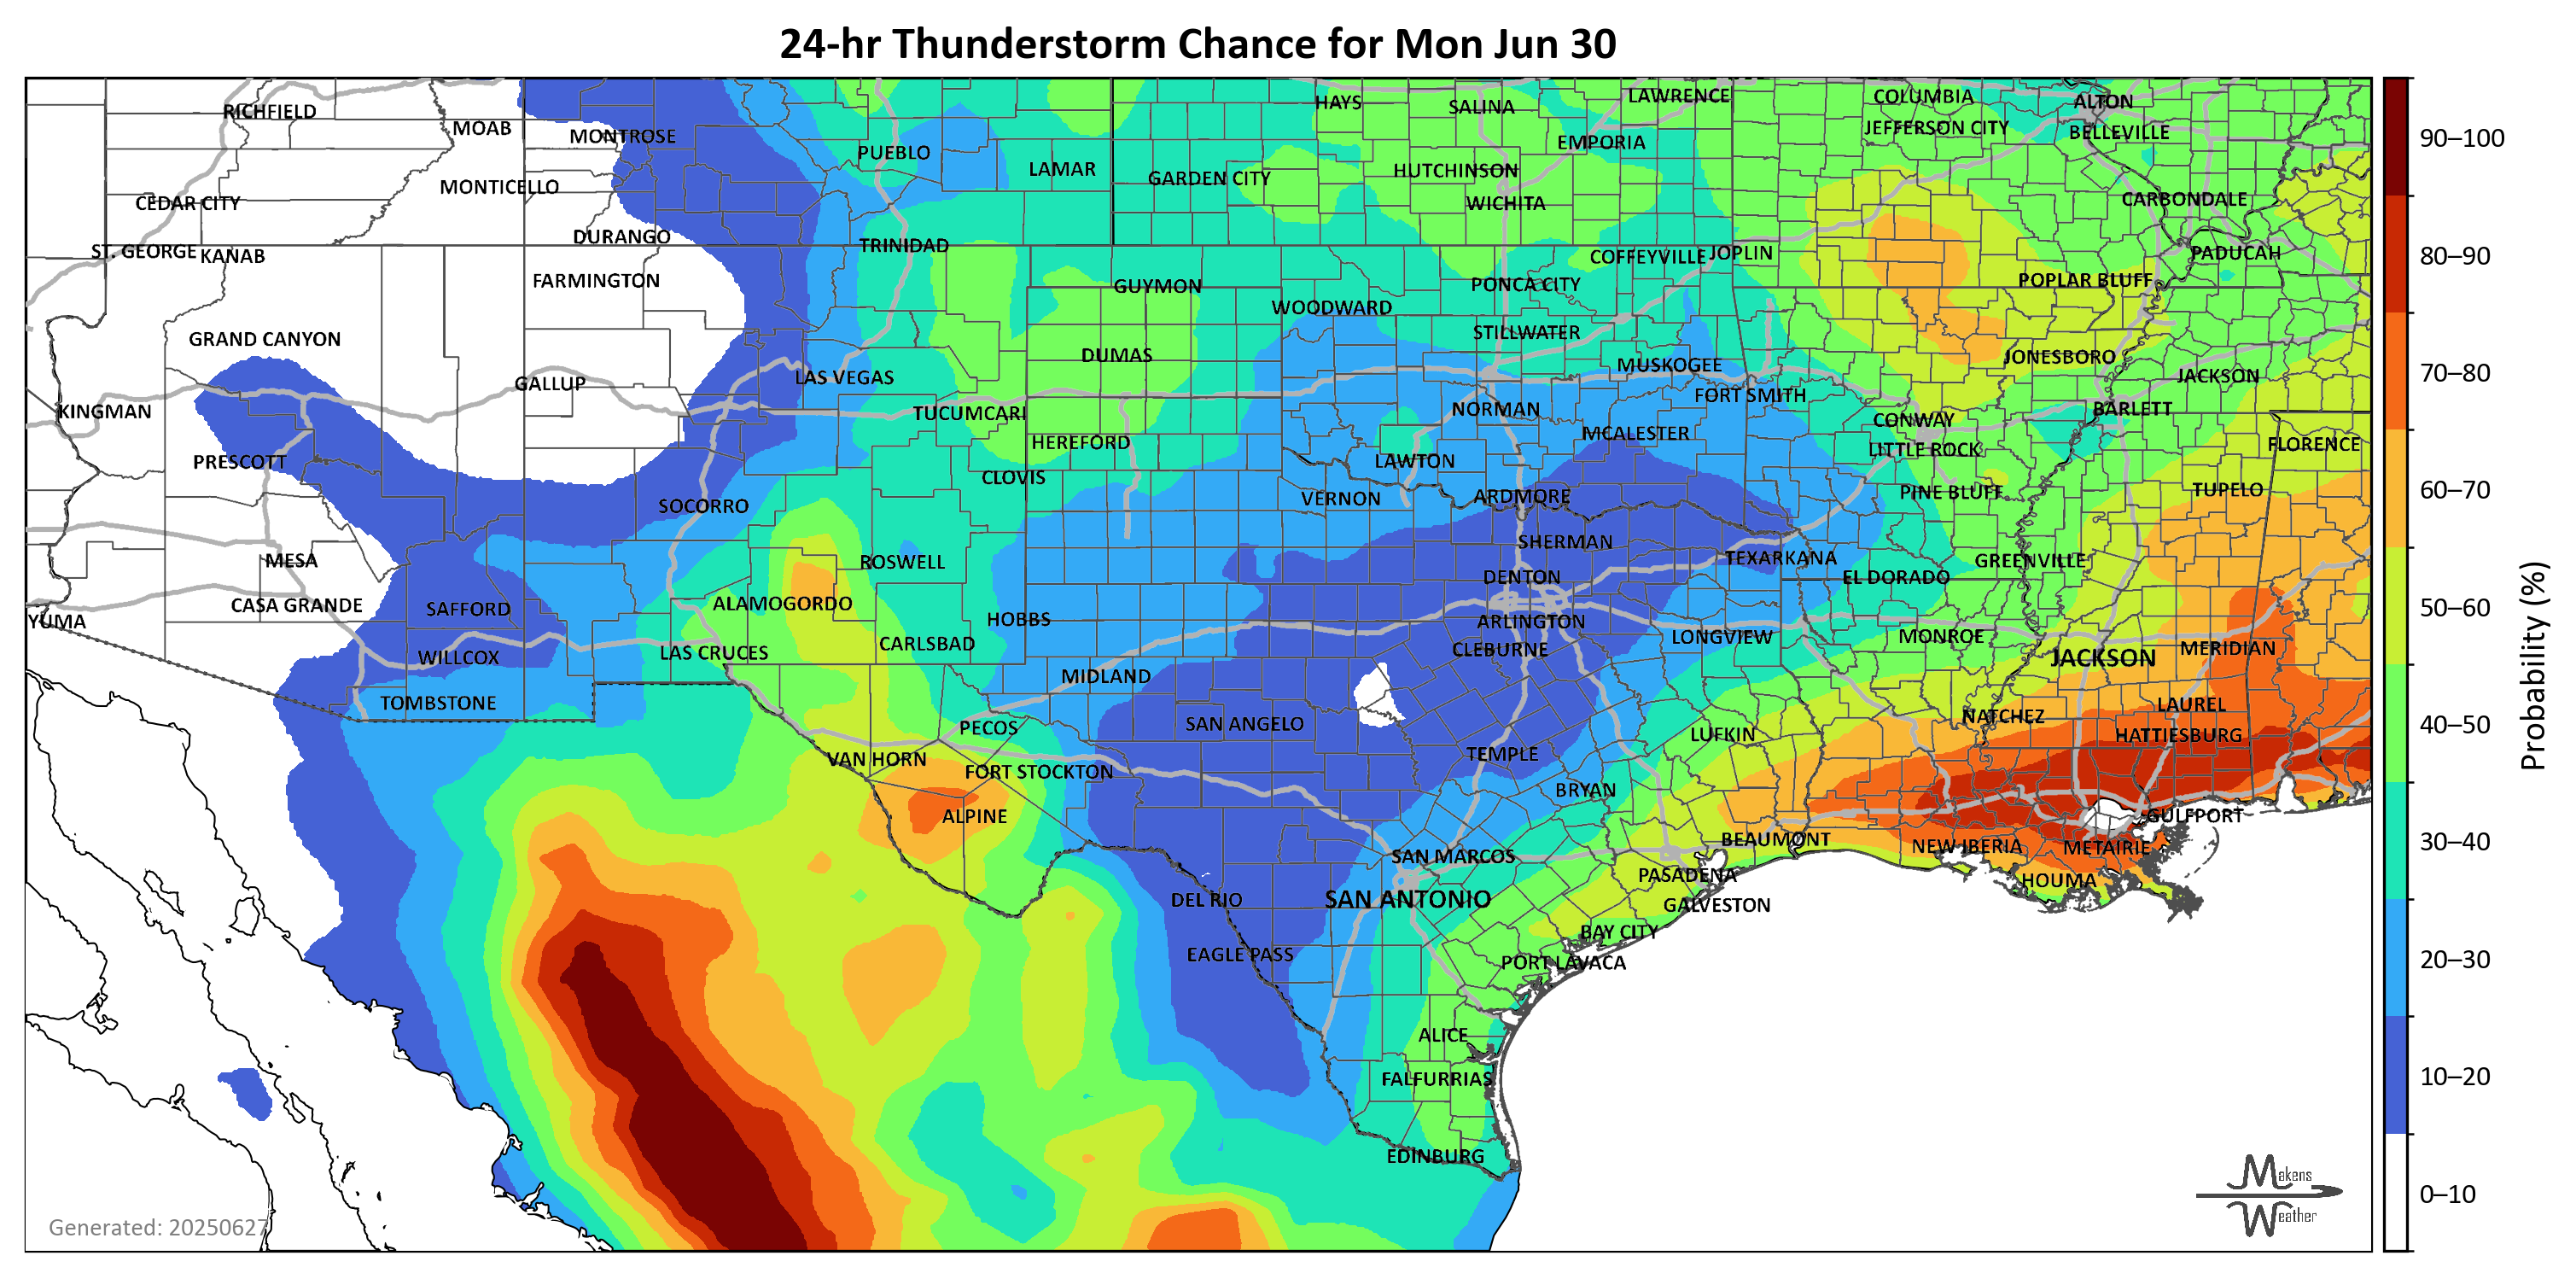 24-hr Thunderstorm Chance for Mon Jun 30
RICHFIELD
MOAB
MONTROSE
PUEBLO
LAMAR
HAYS
SALINA
LAWRENCE
COLUMBIA
ALTON
JEFFERSON CITY
BELLEVILLE
EMPORIA
HUTCHINSON
GARDEN CITY
MONTICELLO
CEDAR CITY
WICHITA
CARBONDALE
DURANGO
TRINIDAD
ST. GEORGE
KANAB
COFFEYVILLE
JOPLIN
PADUCAH
FARMINGTON
GUYMON
PONCA CITY
POPLAR BLUFF
WOODWARD
GRAND CANYON
STILLWATER
DUMAS
JONESBORO
MUSKOGEE
JACKSON
GALLUP
LAS VEGAS
FORT SMITH
KINGMAN
TUCUMCARI
NORMAN
BARLETT
CONWAY
MCALESTER
HEREFORD
FLORENCE
LITTLE ROCK
PRESCOTT
LAWTON
CLOVIS
TUPELO
PINE BLUFF
SOCORRO
VERNON
ARDMORE
SHERMAN
MESA
ROSWELL
TEXARKANA
GREENVILLE
DENTON
EL DORADO
CASA GRANDE
SAFFORD
ALAMOGORDO
YUMA
HOBBS
ARLINGTON
LONGVIEW
MONROE
CARLSBAD
CLEBURNE
MERIDIAN
WILLCOX
LAS CRUCES
JACKSON
MIDLAND
TOMBSTONE
LAUREL
NATCHEZ
PECOS
SAN ANGELO
LUFKIN
HATTIESBURG
VAN HORN
TEMPLE
FORT STOCKTON
BRYAN
ALPINE
GULFPORT
BEAUMONT
NEW IBERIA
METAIRIE
SAN MARCOS
PASADENA
HOUMA
DEL RIO
SAN ANTONIO
GALVESTON
BAY CITY
EAGLE PASS
PORT LAVACA
ALICE
FALFURRIAS
EDINBURG
Generated: 20250627
Makens
Weather
90–100
80–90
70–80
60–70
50–60
40–50
30–40
20–30
10–20
0–10
Probability (%)